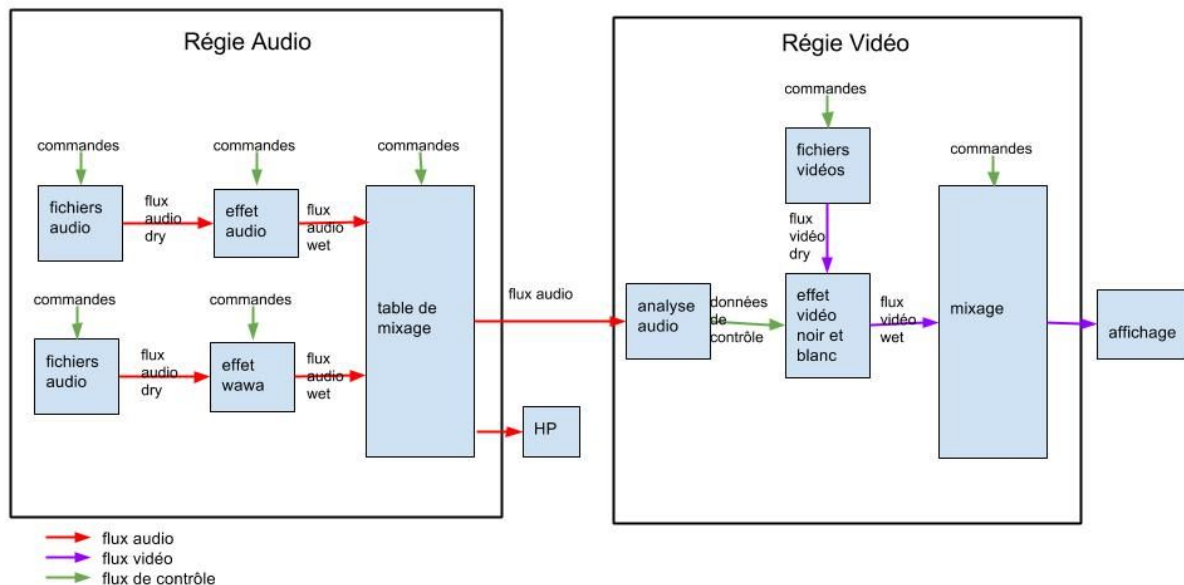 Régie Audio
commandes
commandes
commandes
fichiers
audio
flux
audio
dry
effet
audio
flux
audio
wet
commandes
commandes
fichiers
audio
flux
audio
dry
effet
wawa
flux
audio
wet
table de
mixage
HP
flux audio
Régie Vidéo
commandes
fichiers
vidéos
flux
vidéo
dry
commandes
analyse
audio
données
de
contrôle
effet
vidéo
noir et
blanc
flux
vidéo
wet
mixage
affichage
flux audio
flux vidéo
flux de contrôle